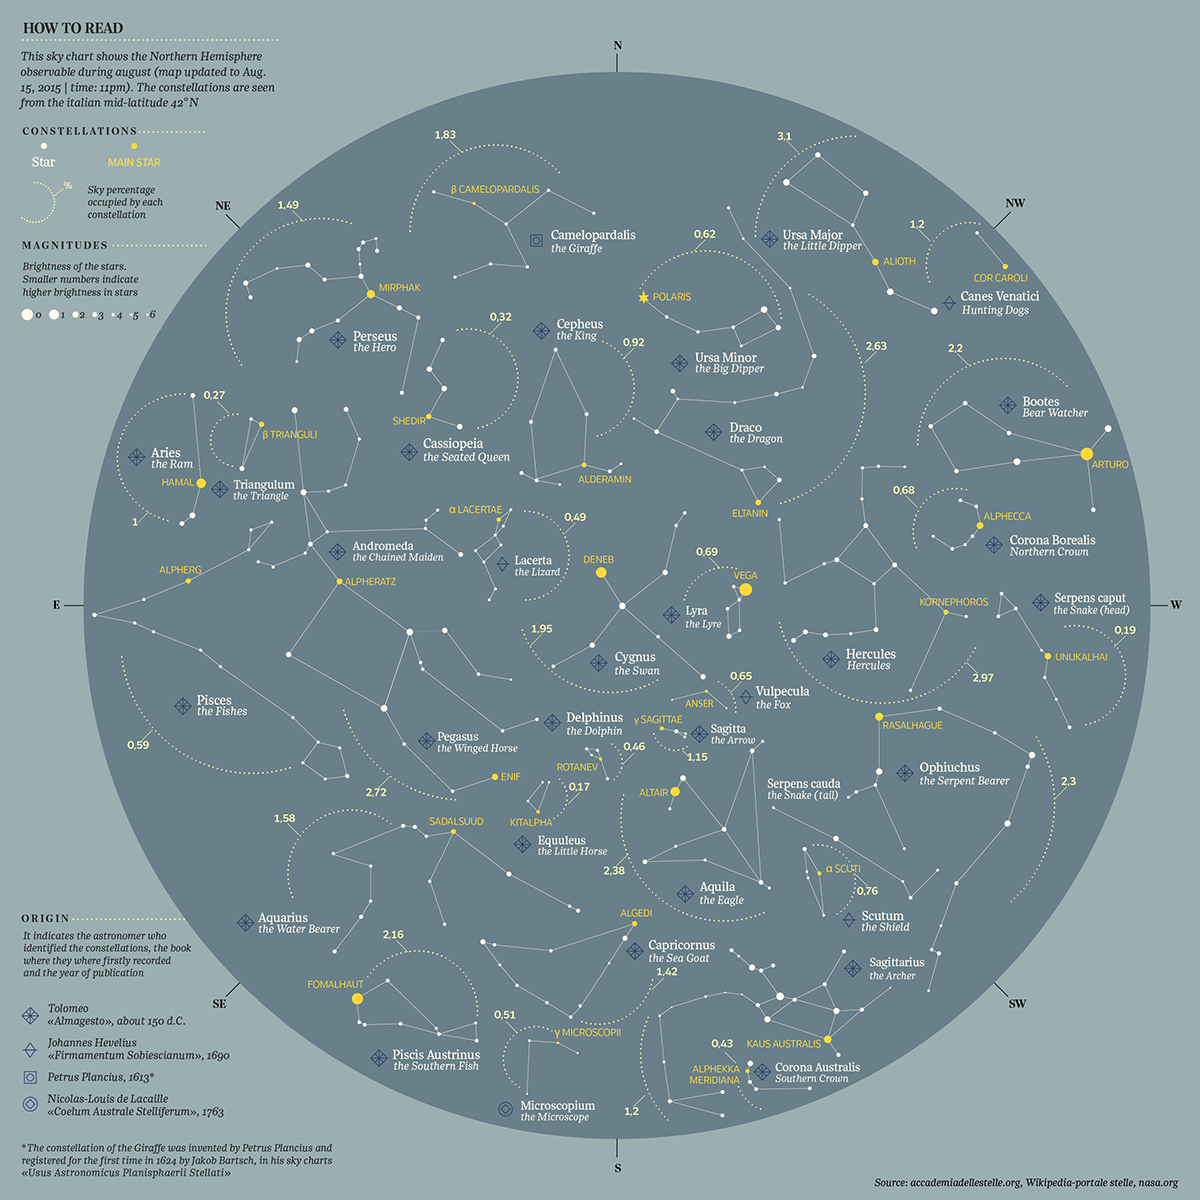 HOW TO READ
This sky chart shows the Northern Hemisphere
observable during august (map updated to Aug.
15, 2015 | time: 11pm). The constellations are seen
from the italian mid-latitude 42° N
CONSTELLATIONS
Star
MAIN STAR
%
Sky percentage
occupied by each
constellation
MAGNITUDES
Brightness of the stars.
Smaller numbers indicate
higher brightness in stars
0 1 2 3 4 5 6
N
NE
NW
E
W
SE
SW
S
1,83
β CAMELOPARDALIS
Camelopardalis
the Giraffe
3,1
Ursa Major
the Little Dipper
ALIOTH
1,2
COR CAROLI
Canes Venatici
Hunting Dogs
1,49
MIRPHAK
Perseus
the Hero
0,62
POLARIS
Ursa Minor
the Big Dipper
0,32
SHEDIR
Cassiopeia
the Seated Queen
Cepheus
the King
0,92
ALDERAMIN
2,63
Draco
the Dragon
ELTANIN
2,2
Bootes
Bear Watcher
ARTURO
0,27
β TRIANGULI
Triangulum
the Triangle
Aries
the Ram
HAMAL
1
0,68
ALPHECCA
Corona Borealis
Northern Crown
α LACERTAE
0,49
Lacerta
the Lizard
Andromeda
the Chained Maiden
ALPHERATZ
ALPHERG
DENEB
0,69
VEGA
Lyra
the Lyre
KORNEPHOROS
Serpens caput
the Snake (head)
0,19
UNUKALHAI
1,95
Cygnus
the Swan
Hercules
Hercules
2,97
0,65
ANSER
Vulpecula
the Fox
Pisces
the Fishes
0,59
Pegasus
the Winged Horse
2,72
ENIF
Delphinus
the Dolphin
ROTANEV
0,46
γ SAGITTAE
Sagitta
the Arrow
1,15
RASALHAGUE
Ophiuchus
the Serpent Bearer
2,3
Serpens cauda
the Snake (tail)
0,17
KITALPHA
Equuleus
the Little Horse
ALTAIR
2,38
Aquila
the Eagle
1,58
SADALSUUD
Aquarius
the Water Bearer
α SCUTI
0,76
Scutum
the Shield
ALGEDI
Capricornus
the Sea Goat
1,42
Sagittarius
the Archer
2,16
FOMALHAUT
Piscis Austrinus
the Southern Fish
0,51
γ MICROSCOPII
Microscopium
the Microscope
KAUS AUSTRALIS
0,43
ALPHEKKA
MERIDIANA
Corona Australis
Southern Crown
1,2
ORIGIN
It indicates the astronomer who
identified the constellations, the book
where they where firstly recorded
and the year of publication
Tolomeo
«Almagesto», about 150 d.C.
Johannes Hevelius
«Firmamentum Sobiescianum», 1690
Petrus Plancius, 1613*
Nicolas-Louis de Lacaille
«Coelum Australe Stelliferum», 1763
*The constellation of the Giraffe was invented by Petrus Plancius and
registered for the first time in 1624 by Jakob Bartsch, in his sky charts
«Usus Astronomicus Planisphaerii Stellati»
Source: accademiadellestelle.org, Wikipedia-portale stelle, nasa.org